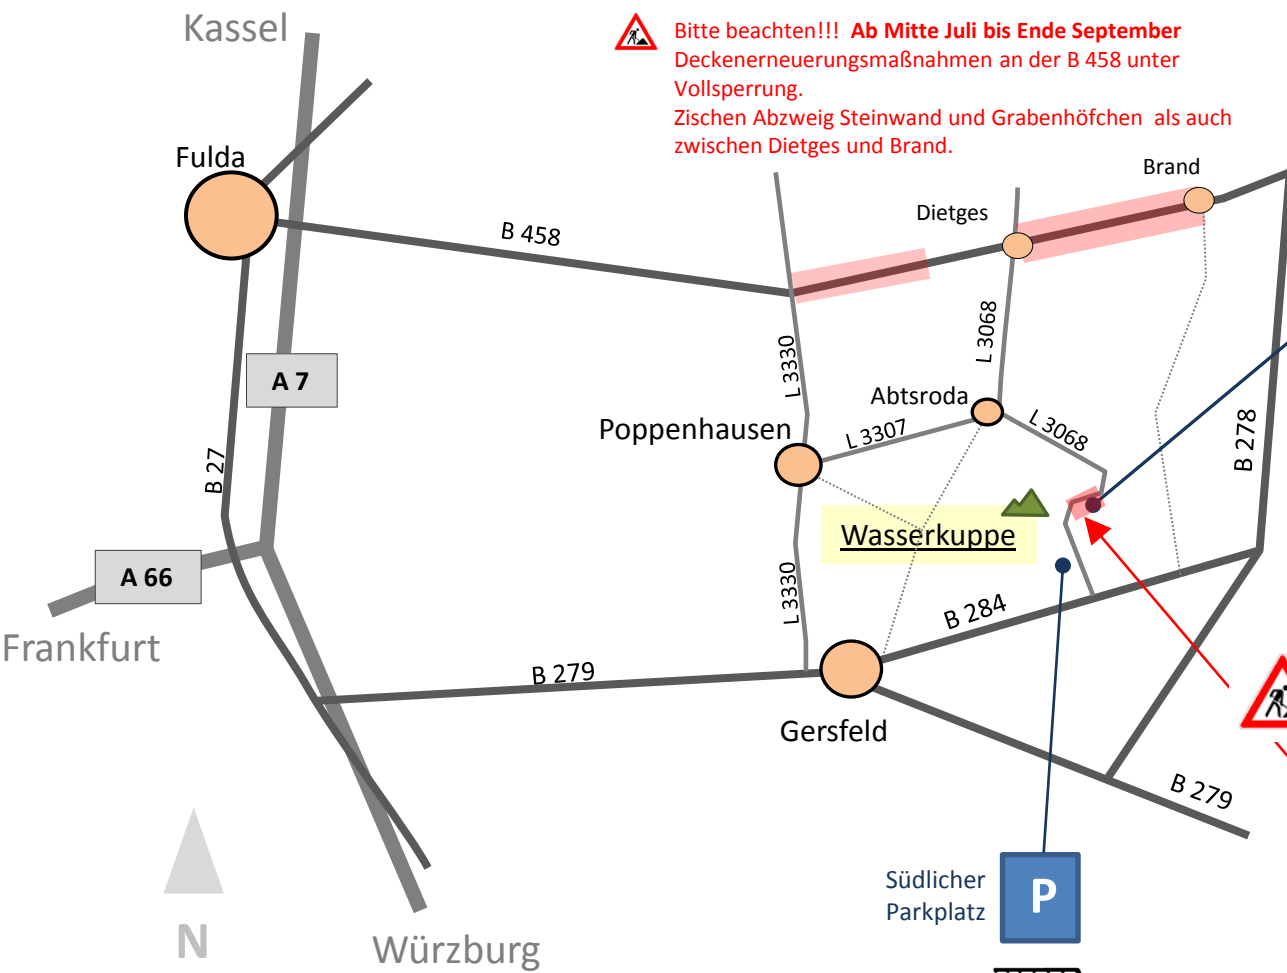 Kassel
Bitte beachten!!! Ab Mitte Juli bis Ende September
Deckenerneuerungsmaßnahmen an der B 458 unter
Vollsperrung.
Zischen Abzweig Steinwand und Grabenhöfchen als auch
zwischen Dietges und Brand.
Fulda
Brand
Dietges
B 458
L 3068
L 3330
A 7
Abtsroda
Poppenhausen
L 3307
L 3068
B 278
B 27
Wasserkuppe
A 66
L 3330
B 284
Frankfurt
B 279
Gersfeld
B 279
Südlicher
Parkplatz
P
N
Würzburg